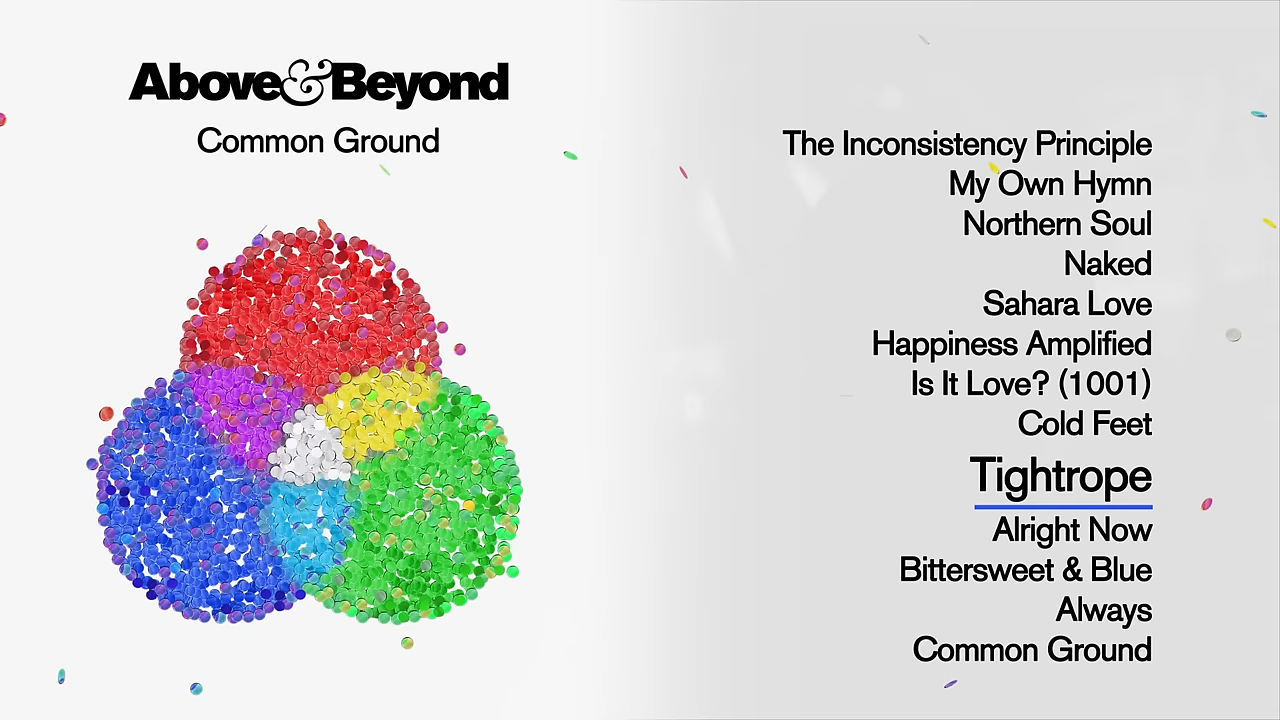 Above&Beyond
Common Ground
The Inconsistency Principle
My Own Hymn
Northern Soul
Naked
Sahara Love
Happiness Amplified
Is It Love? (1001)
Cold Feet
Tightrope
Alright Now
Bittersweet & Blue
Always
Common Ground